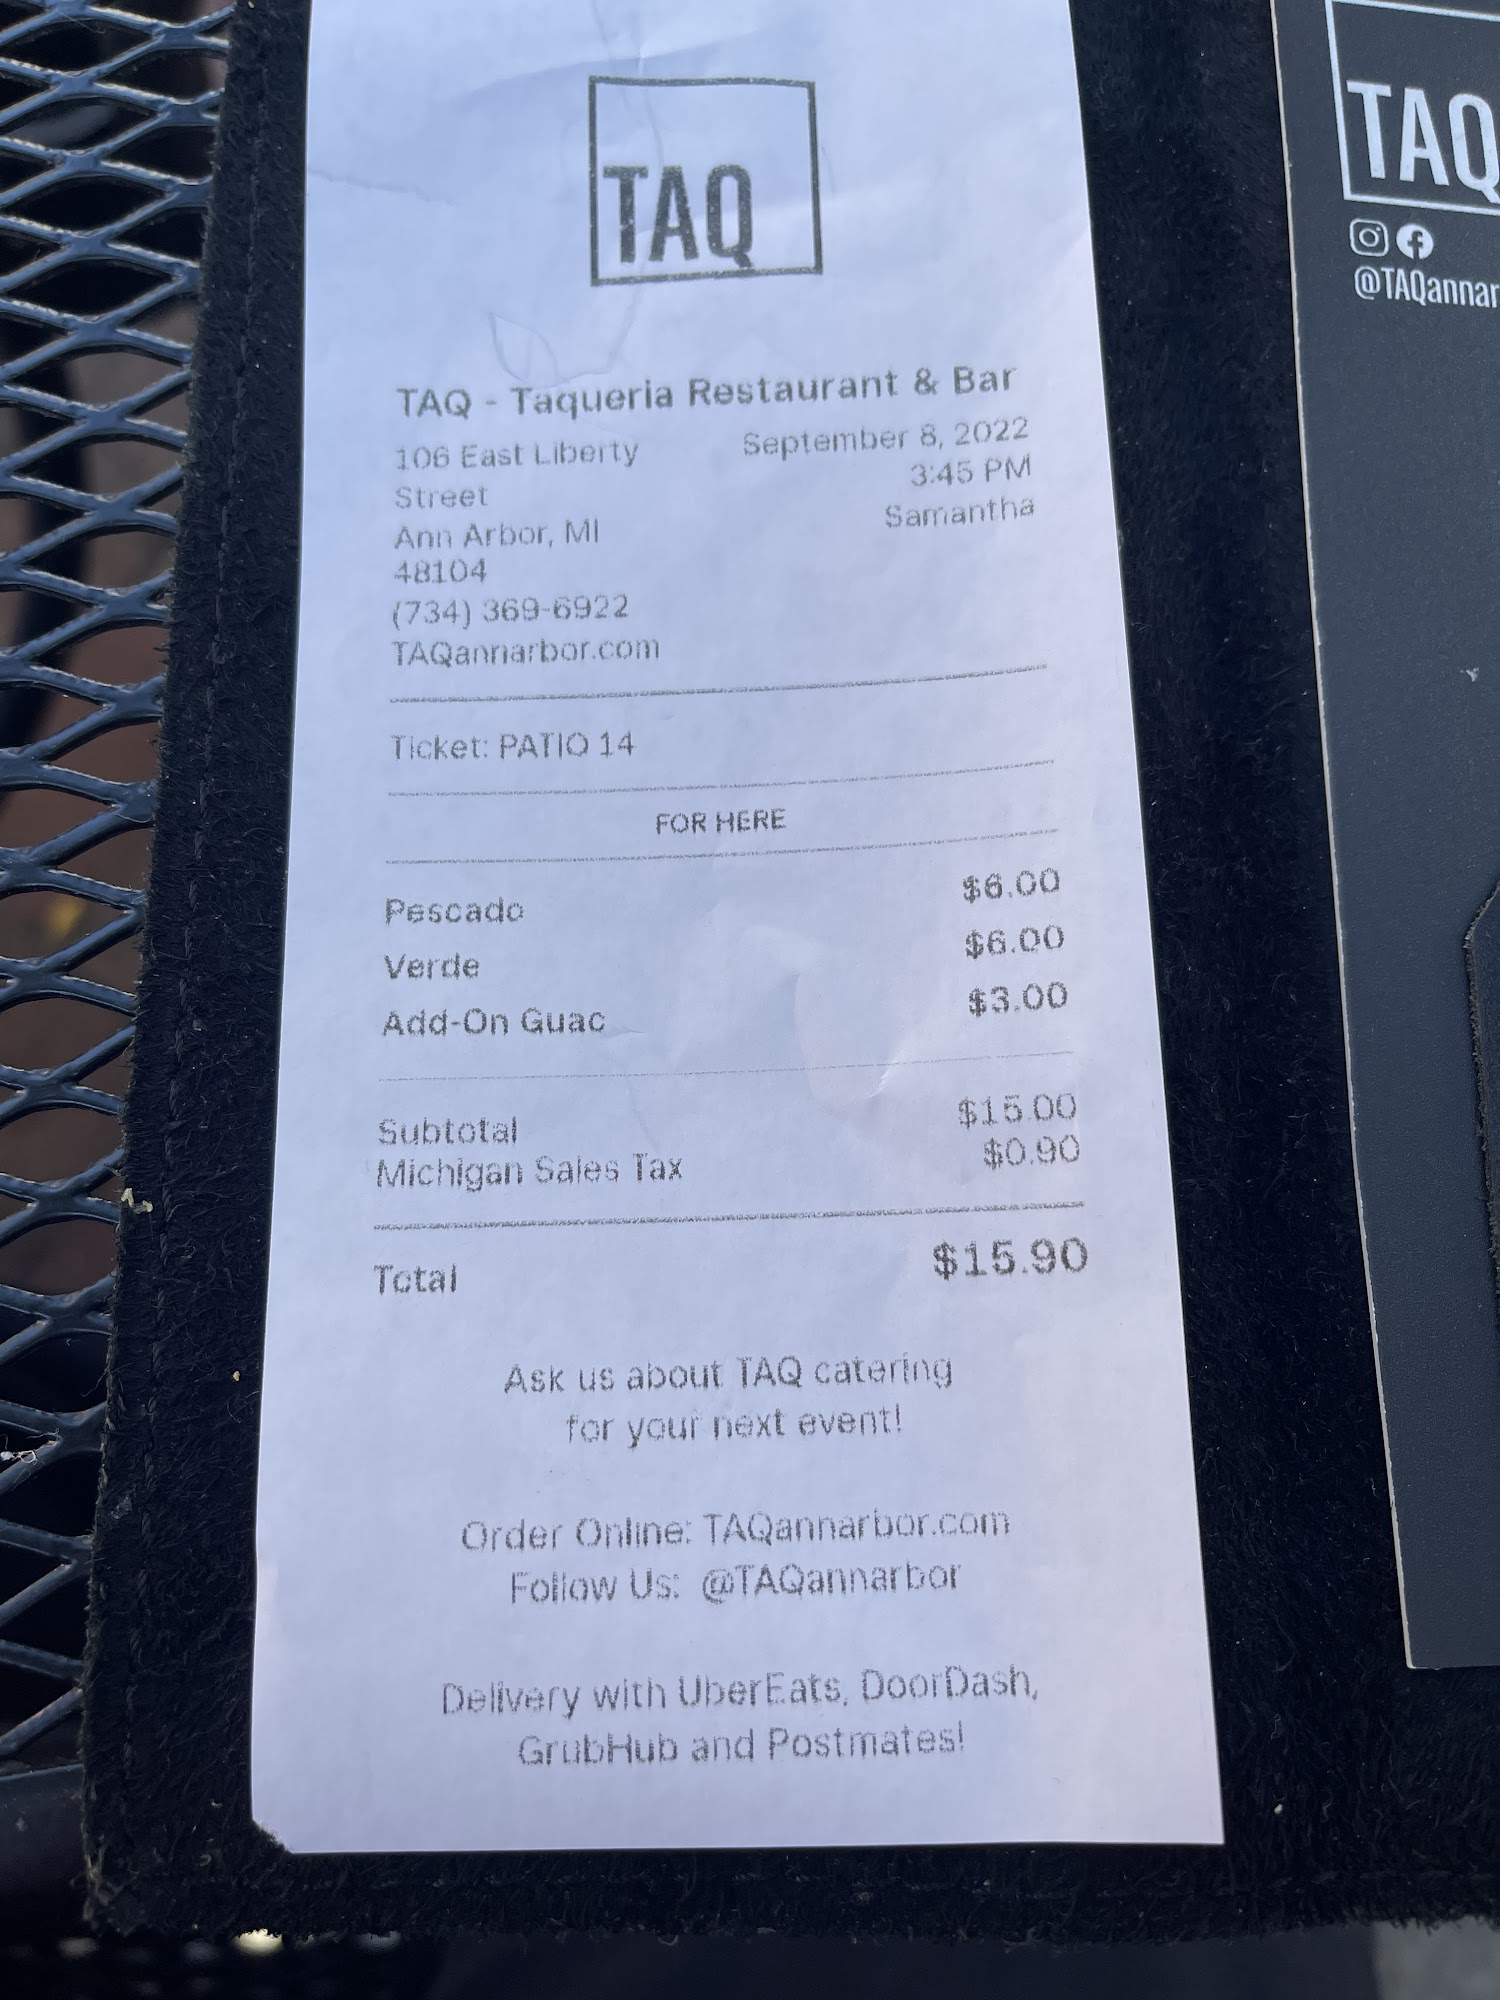 TAQ
TAQ - Taqueria Restaurant & Bar
106 East Liberty
Street
Ann Arbor, MI
48104
(734) 369-6922
TAQannarbor.com
September 8, 2022
3:45 PM
Samantha
Ticket: PATIO 14
FOR HERE
Pescado $6.00
Verde $6.00
Add-On Guac $3.00
Subtotal $15.00
Michigan Sales Tax $0.90
Total $15.90
Ask us about TAQ catering
for your next event!
Order Online: TAQannarbor.com
Follow Us: @TAQannarbor
Delivery with UberEats, DoorDash,
GrubHub and Postmates!
TAQ
@TAQannar